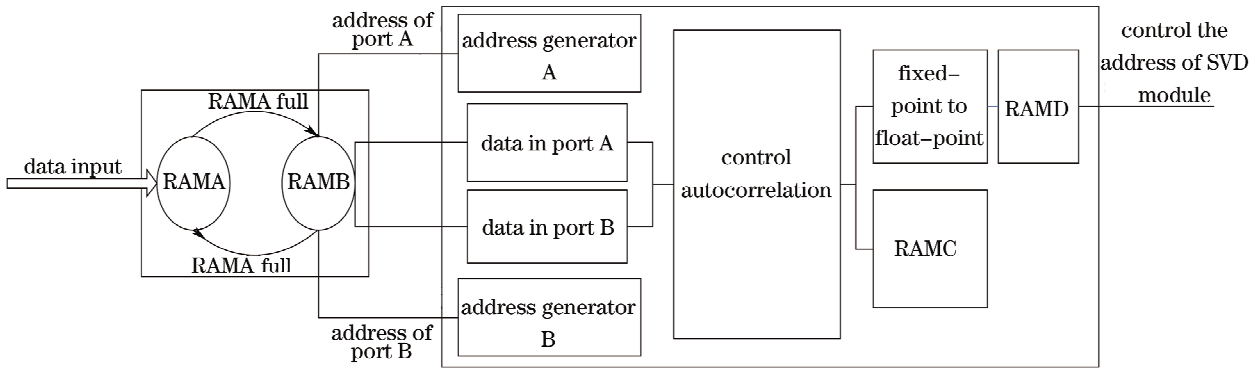 address of
port A
address generator
A
control the
address of SVD
module
fixed-
point to
float-point
RAMD
RAMA full
data in port A
data input
RAMA
RAMB
control
autocorrelation
data in port B
RAMC
RAMA full
address generator
B
address of
port B